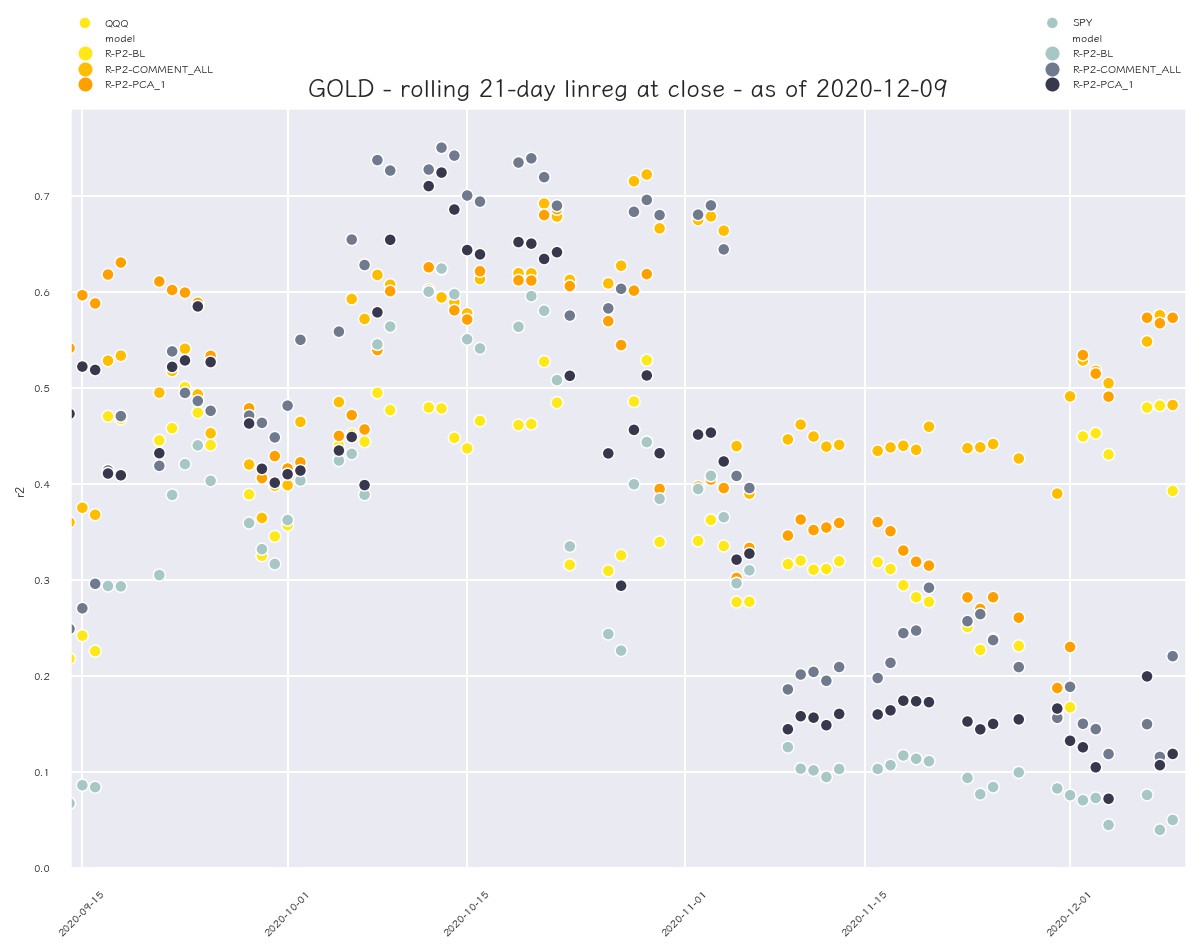 QQQ
model
R-P2-BL
R-P2-COMMENT_ALL
R-P2-PCA_1
SPY
model
R-P2-BL
R-P2-COMMENT_ALL
R-P2-PCA_1
GOLD - rolling 21-day linreg at close - as of 2020-12-09
0.7
0.6
0.5
0.4
0.3
0.2
0.1
0.0
r2
2020-09-15
2020-10-01
2020-10-15
2020-11-01
2020-11-15
2020-12-01